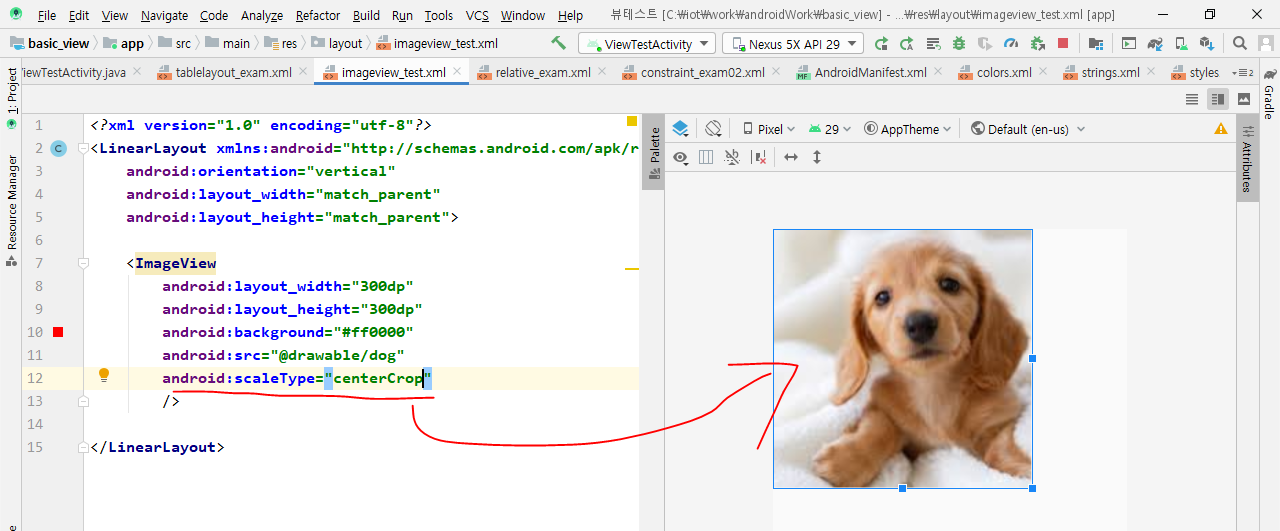 File Edit View Navigate Code Analyze Refactor Build Run Tools VCS Window Help 뷰테스트 [C:₩iot₩work₩androidWork₩basic_view] - ...₩res₩layout₩imageview_test.xml [app]
basic_view app src main res layout imageview_test.xml ViewTestActivity Nexus 5X API 29
ViewTestActivity.java tablelayout_exam.xml imageview_test.xml relative_exam.xml constraint_exam02.xml AndroidManifest.xml colors.xml strings.xml styles 2
1: Project
Resource Manager
1 <?xml version="1.0" encoding="utf-8"?>
2 <LinearLayout xmlns:android="http://schemas.android.com/apk/r
3 android:orientation="vertical"
4 android:layout_width="match_parent"
5 android:layout_height="match_parent">
6
7 <ImageView
8 android:layout_width="300dp"
9 android:layout_height="300dp"
10 android:background="#ff0000"
11 android:src="@drawable/dog"
12 android:scaleType="centerCrop"
13 />
14
15 </LinearLayout>
Palette
Pixel 29 AppTheme Default (en-us)
Attributes
Gradle